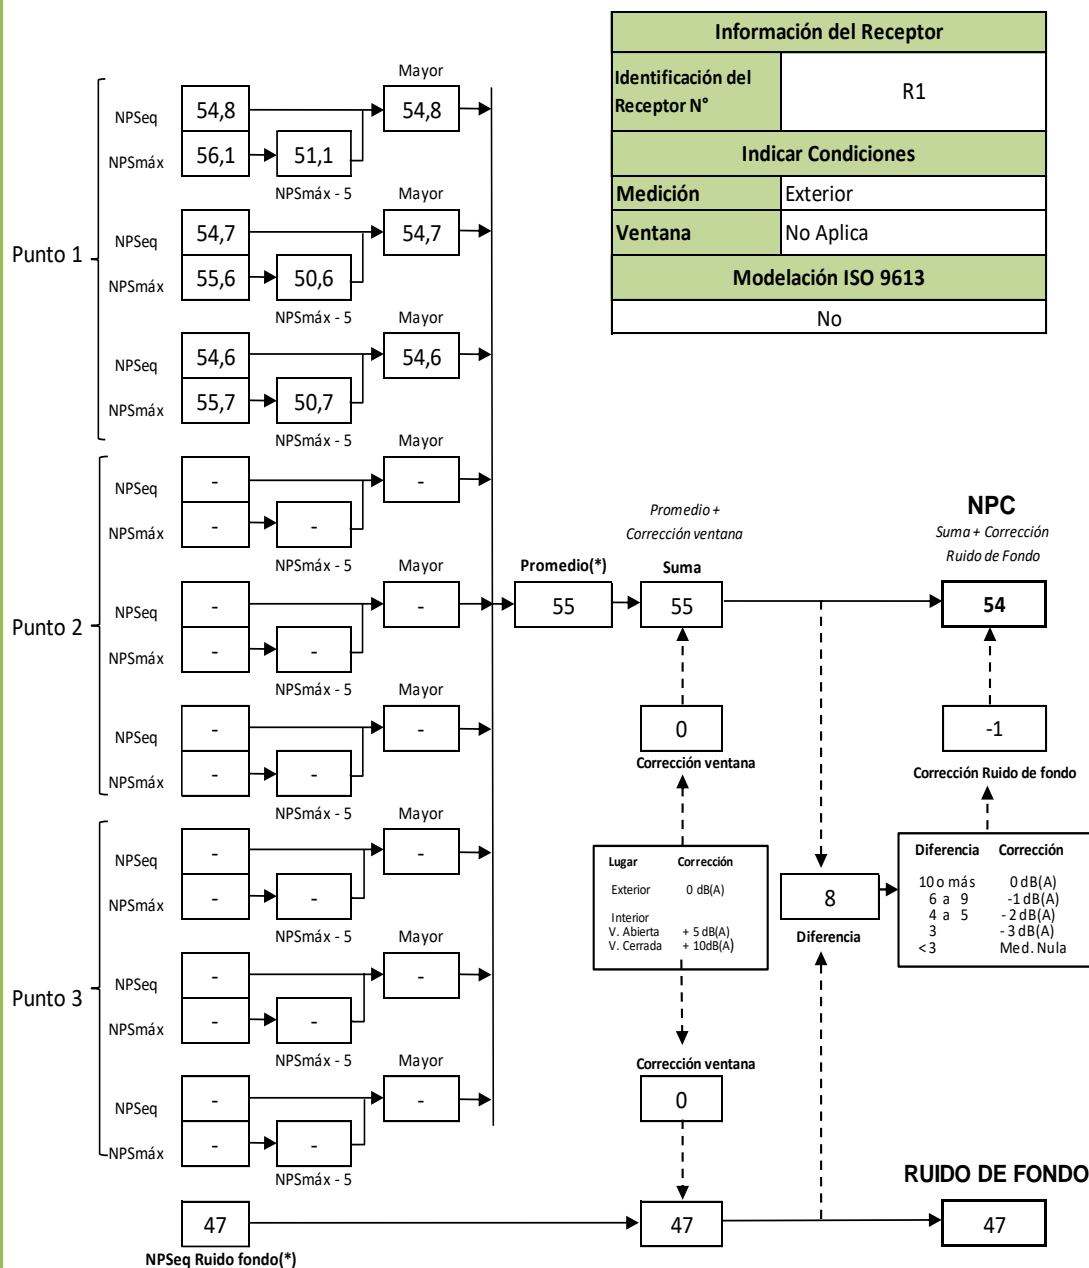 Información del Receptor
Identificación del Receptor N°
R1
Indicar Condiciones
Medición
Exterior
Ventana
No Aplica
Modelación ISO 9613
No
Punto 1
NPSeq
54,8
Mayor
54,8
NPSmáx
56,1
51,1
NPSmáx - 5
NPSeq
54,7
Mayor
54,7
NPSmáx
55,6
50,6
NPSmáx - 5
NPSeq
54,6
Mayor
54,6
NPSmáx
55,7
50,7
NPSmáx - 5
Punto 2
NPSeq
-
Mayor
-
NPSmáx
-
-
NPSmáx - 5
NPSeq
-
Mayor
-
NPSmáx
-
-
NPSmáx - 5
NPSeq
-
Mayor
-
NPSmáx
-
-
NPSmáx - 5
Punto 3
NPSeq
-
Mayor
-
NPSmáx
-
-
NPSmáx - 5
NPSeq
-
Mayor
-
NPSmáx
-
-
NPSmáx - 5
NPSeq
-
Mayor
-
NPSmáx
-
-
NPSmáx - 5
Promedio(*)
55
Promedio +
Corrección ventana
Suma
55
0
Corrección ventana
NPC
Suma + Corrección
Ruido de Fondo
54
-1
Corrección Ruido de fondo
Lugar Corrección
Exterior 0 dB(A)
Interior
V. Abierta + 5 dB(A)
V. Cerrada + 10dB(A)
8
Diferencia
Diferencia Corrección
10 o más 0 dB(A)
6 a 9 -1 dB(A)
4 a 5 - 2 dB(A)
3 - 3 dB(A)
< 3 Med. Nula
Corrección ventana
0
47
NPSeq Ruido fondo(*)
47
RUIDO DE FONDO
47